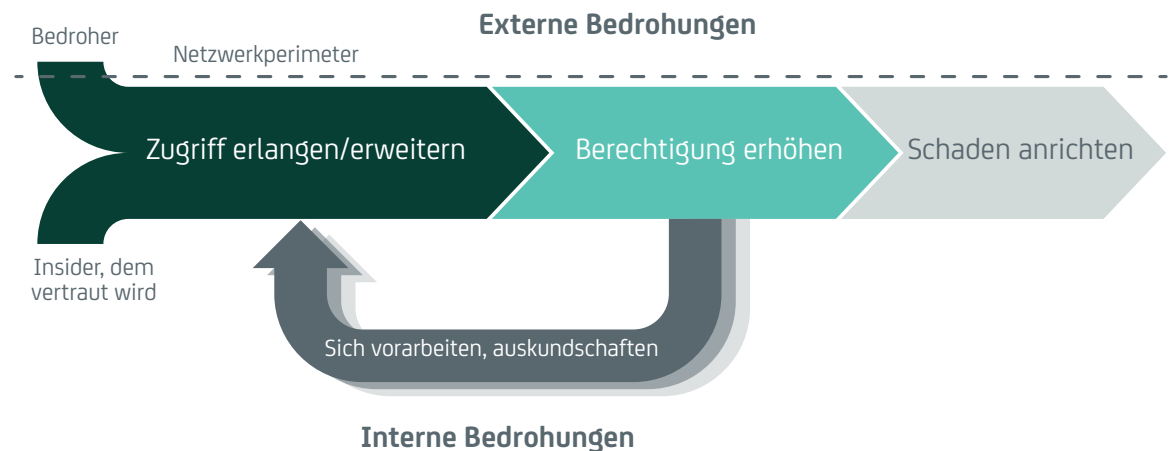 Externe Bedrohungen
Bedroher
Netzwerkperimeter
Zugriff erlangen/erweitern
Berechtigung erhöhen
Schaden anrichten
Insider, dem
vertraut wird
Sich vorarbeiten, auskundschaften
Interne Bedrohungen